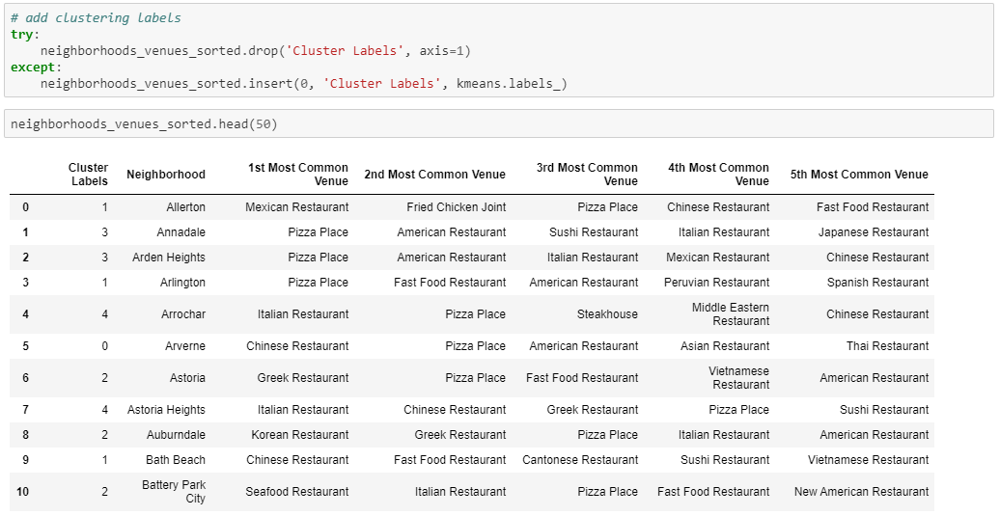 # add clustering labels
try:
    neighborhoods_venues_sorted.drop('Cluster Labels', axis=1)
except:
    neighborhoods_venues_sorted.insert(0, 'Cluster Labels', kmeans.labels_)
neighborhoods_venues_sorted.head(50)
Cluster Labels Neighborhood 1st Most Common Venue 2nd Most Common Venue 3rd Most Common Venue 4th Most Common Venue 5th Most Common Venue
0 1 Allerton Mexican Restaurant Fried Chicken Joint Pizza Place Chinese Restaurant Fast Food Restaurant
1 3 Annadale Pizza Place American Restaurant Sushi Restaurant Italian Restaurant Japanese Restaurant
2 3 Arden Heights Pizza Place American Restaurant Italian Restaurant Mexican Restaurant Chinese Restaurant
3 1 Arlington Pizza Place Fast Food Restaurant American Restaurant Peruvian Restaurant Spanish Restaurant
4 4 Arrochar Italian Restaurant Pizza Place Steakhouse Middle Eastern Restaurant Chinese Restaurant
5 0 Arverne Chinese Restaurant Pizza Place American Restaurant Asian Restaurant Thai Restaurant
6 2 Astoria Greek Restaurant Pizza Place Fast Food Restaurant Vietnamese Restaurant American Restaurant
7 4 Astoria Heights Italian Restaurant Chinese Restaurant Greek Restaurant Pizza Place Sushi Restaurant
8 2 Auburndale Korean Restaurant Greek Restaurant Pizza Place Italian Restaurant American Restaurant
9 1 Bath Beach Chinese Restaurant Fast Food Restaurant Cantonese Restaurant Sushi Restaurant Vietnamese Restaurant
10 2 Battery Park City Seafood Restaurant Italian Restaurant Pizza Place Fast Food Restaurant New American Restaurant